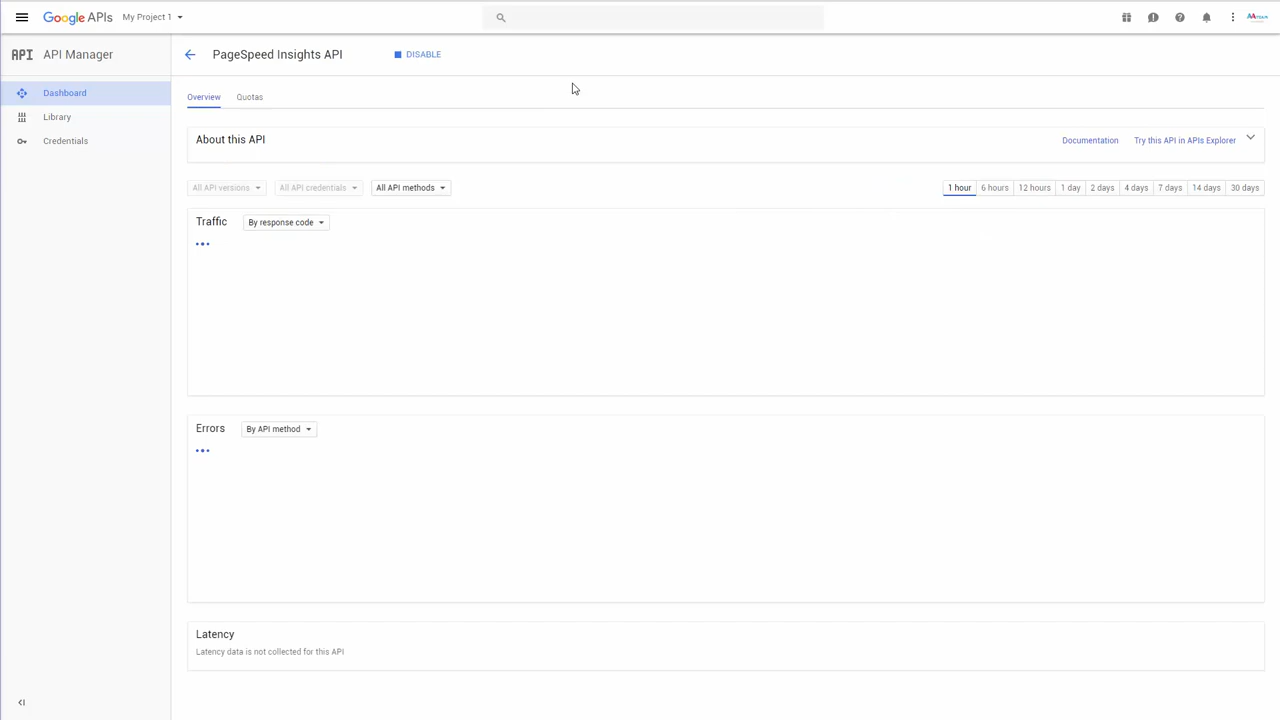 Google APIs My Project 1
API API Manager
PageSpeed Insights API DISABLE
Dashboard
Library
Credentials
Overview Quotas
About this API Documentation Try this API in APIs Explorer
All API versions All API credentials All API methods 1 hour 6 hours 12 hours 1 day 2 days 4 days 7 days 14 days 30 days
Traffic By response code
Errors By API method
Latency
Latency data is not collected for this API